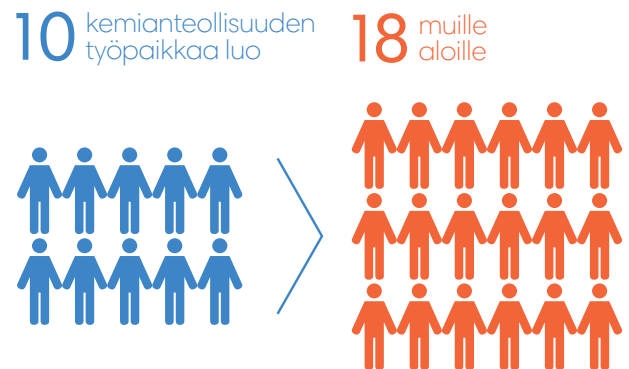 10 kemianteollisuuden
työpaikkaa luo
18 muille
aloille